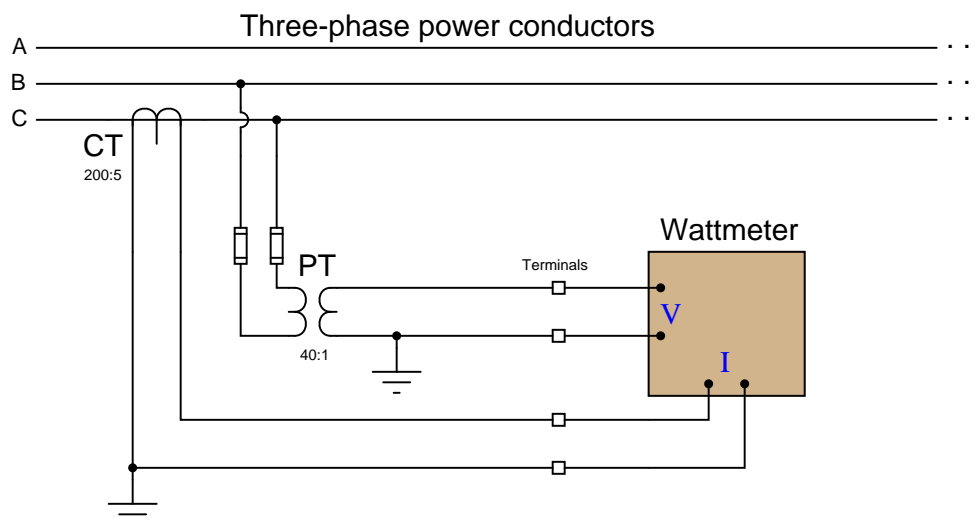 Three-phase power conductors
A
B
C
CT
200:5
PT
40:1
Terminals
Wattmeter
V
I